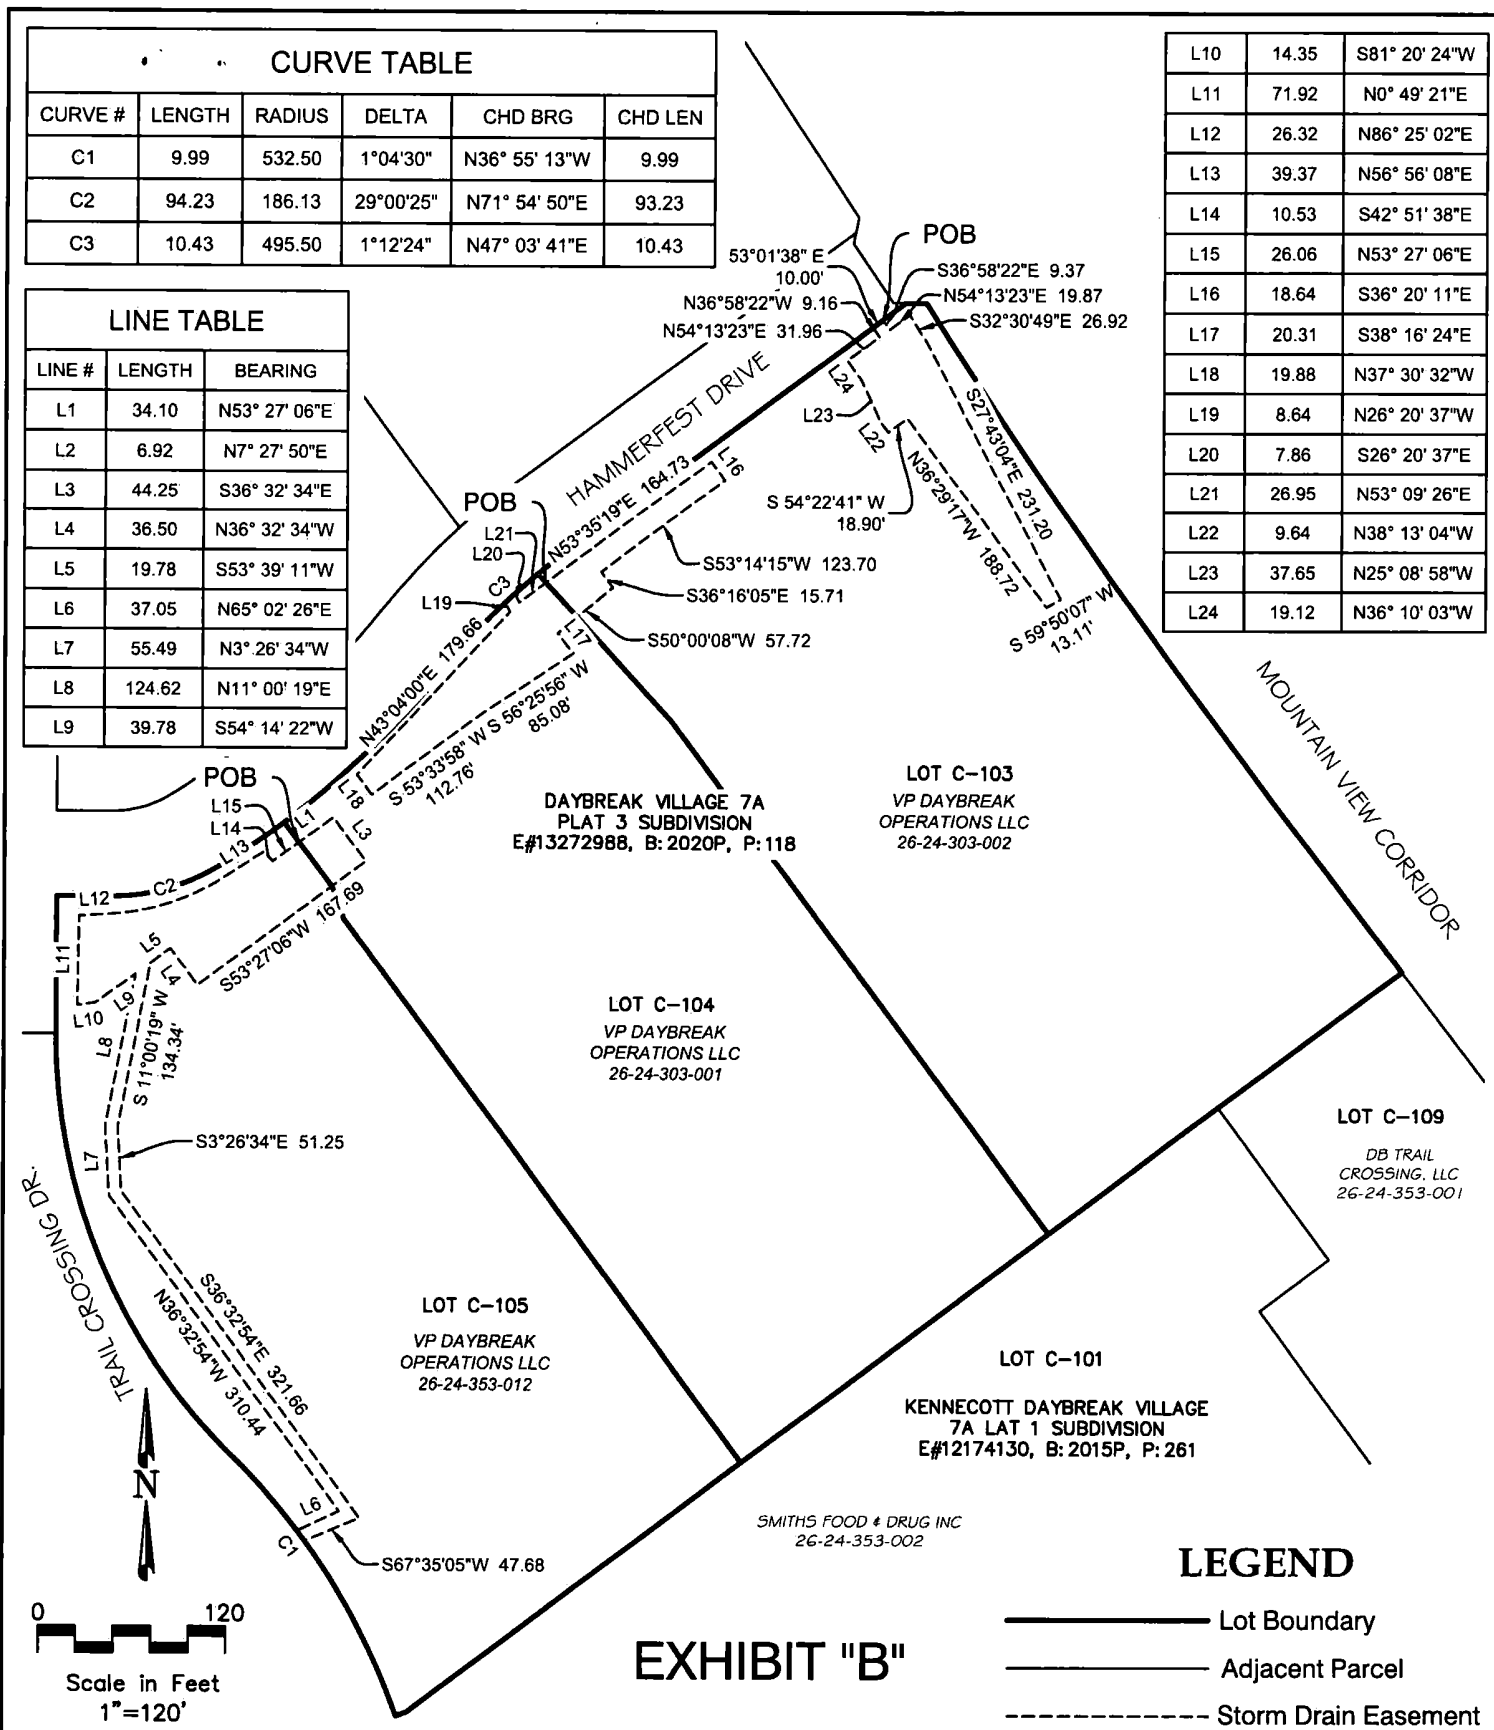 CURVE TABLE
CURVE # LENGTH RADIUS DELTA CHD BRG CHD LEN
C1 9.99 532.50 1°04'30" N36° 55' 13"W 9.99
C2 94.23 186.13 29°00'25" N71° 54' 50"E 93.23
C3 10.43 495.50 1°12'24" N47° 03' 41"E 10.43
LINE TABLE
LINE # LENGTH BEARING
L1 34.10 N53° 27' 06"E
L2 6.92 N7° 27' 50"E
L3 44.25 S36° 32' 34"E
L4 36.50 N36° 32' 34"W
L5 19.78 S53° 39' 11"W
L6 37.05 N65° 02' 26"E
L7 55.49 N3° 26' 34"W
L8 124.62 N11° 00' 19"E
L9 39.78 S54° 14' 22"W
L10 14.35 S81° 20' 24"W
L11 71.92 N0° 49' 21"E
L12 26.32 N86° 25' 02"E
L13 39.37 N56° 56' 08"E
L14 10.53 S42° 51' 38"E
L15 26.06 N53° 27' 06"E
L16 18.64 S36° 20' 11"E
L17 20.31 S38° 16' 24"E
L18 19.88 N37° 30' 32"W
L19 8.64 N26° 20' 37"W
L20 7.86 S26° 20' 37"E
L21 26.95 N53° 09' 26"E
L22 9.64 N38° 13' 04"W
L23 37.65 N25° 08' 58"W
L24 19.12 N36° 10' 03"W
POB
53°01'38" E
10.00'
S36°58'22"E 9.37
N36°58'22"W 9.16
N54°13'23"E 19.87
N54°13'23"E 31.96
S32°30'49"E 26.92
HAMMERFEST DRIVE
L24
L23
L22
S27°43'04"E 231.20
N36°29'17"W 188.72
S 54°22'41" W
18.90'
S 59°50'07" W
13.11'
MOUNTAIN VIEW CORRIDOR
POB
L21
L20
N53°35'19"E 164.73
L16
S53°14'15"W 123.70
S36°16'05"E 15.71
S50°00'08"W 57.72
C3
L19
L17
N43°04'00"E 179.66
S 56°25'56" W
85.08'
S 53°33'58" W
112.76'
L18
POB
L15
L14
L1
L3
L13
C2
L12
L11
S53°27'06"W 167.69
L5
L4
L9
L10
L8
S 11°00'19" W
134.34'
S3°26'34"E 51.25
L7
TRAIL CROSSING DR.
S36°32'54"E 321.66
N36°32'54"W 310.44
L6
C1
S67°35'05"W 47.68
DAYBREAK VILLAGE 7A
PLAT 3 SUBDIVISION
E#13272988, B: 2020P, P: 118
LOT C-103
VP DAYBREAK
OPERATIONS LLC
26-24-303-002
LOT C-104
VP DAYBREAK
OPERATIONS LLC
26-24-303-001
LOT C-109
DB TRAIL
CROSSING, LLC
26-24-353-001
LOT C-105
VP DAYBREAK
OPERATIONS LLC
26-24-353-012
LOT C-101
KENNECOTT DAYBREAK VILLAGE
7A LAT 1 SUBDIVISION
E#12174130, B: 2015P, P: 261
SMITHS FOOD & DRUG INC
26-24-353-002
N
0 120
Scale in Feet
1"=120'
EXHIBIT "B"
LEGEND
Lot Boundary
Adjacent Parcel
Storm Drain Easement